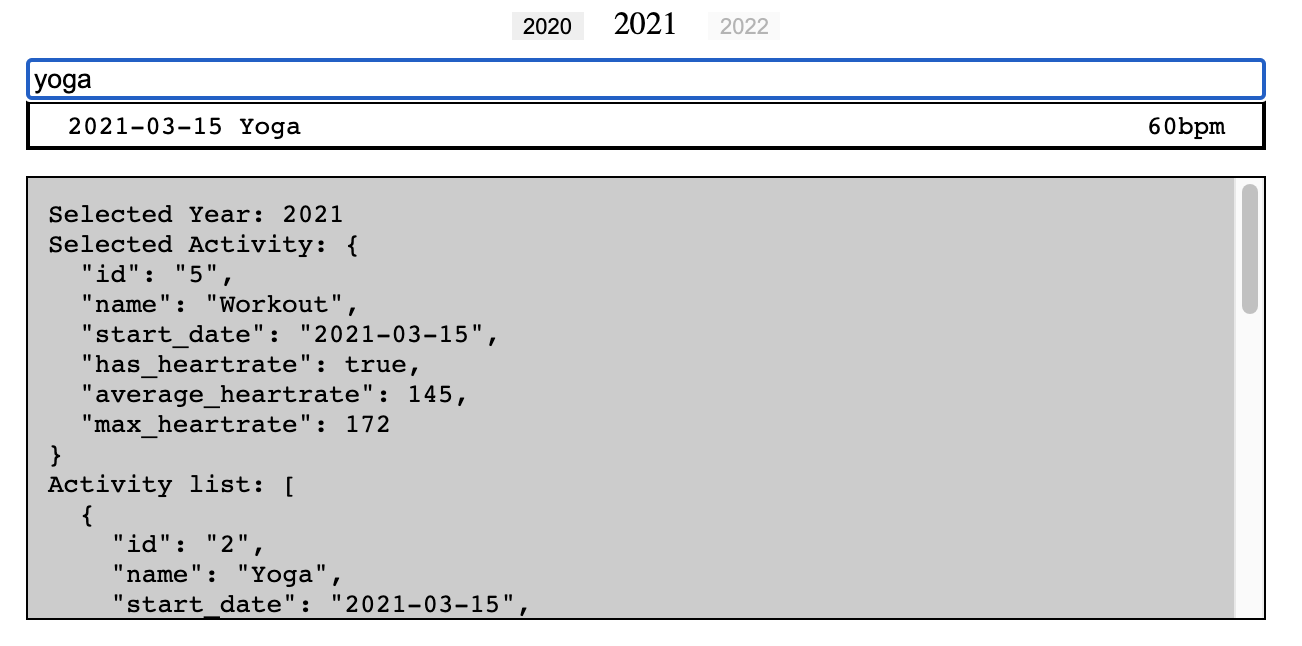 2020 2021 2022
yoga
2021-03-15 Yoga 60bpm
Selected Year: 2021
Selected Activity: {
"id": "5",
"name": "Workout",
"start_date": "2021-03-15",
"has_heartrate": true,
"average_heartrate": 145,
"max_heartrate": 172
}
Activity list: [
{
"id": "2",
"name": "Yoga",
"start_date": "2021-03-15",